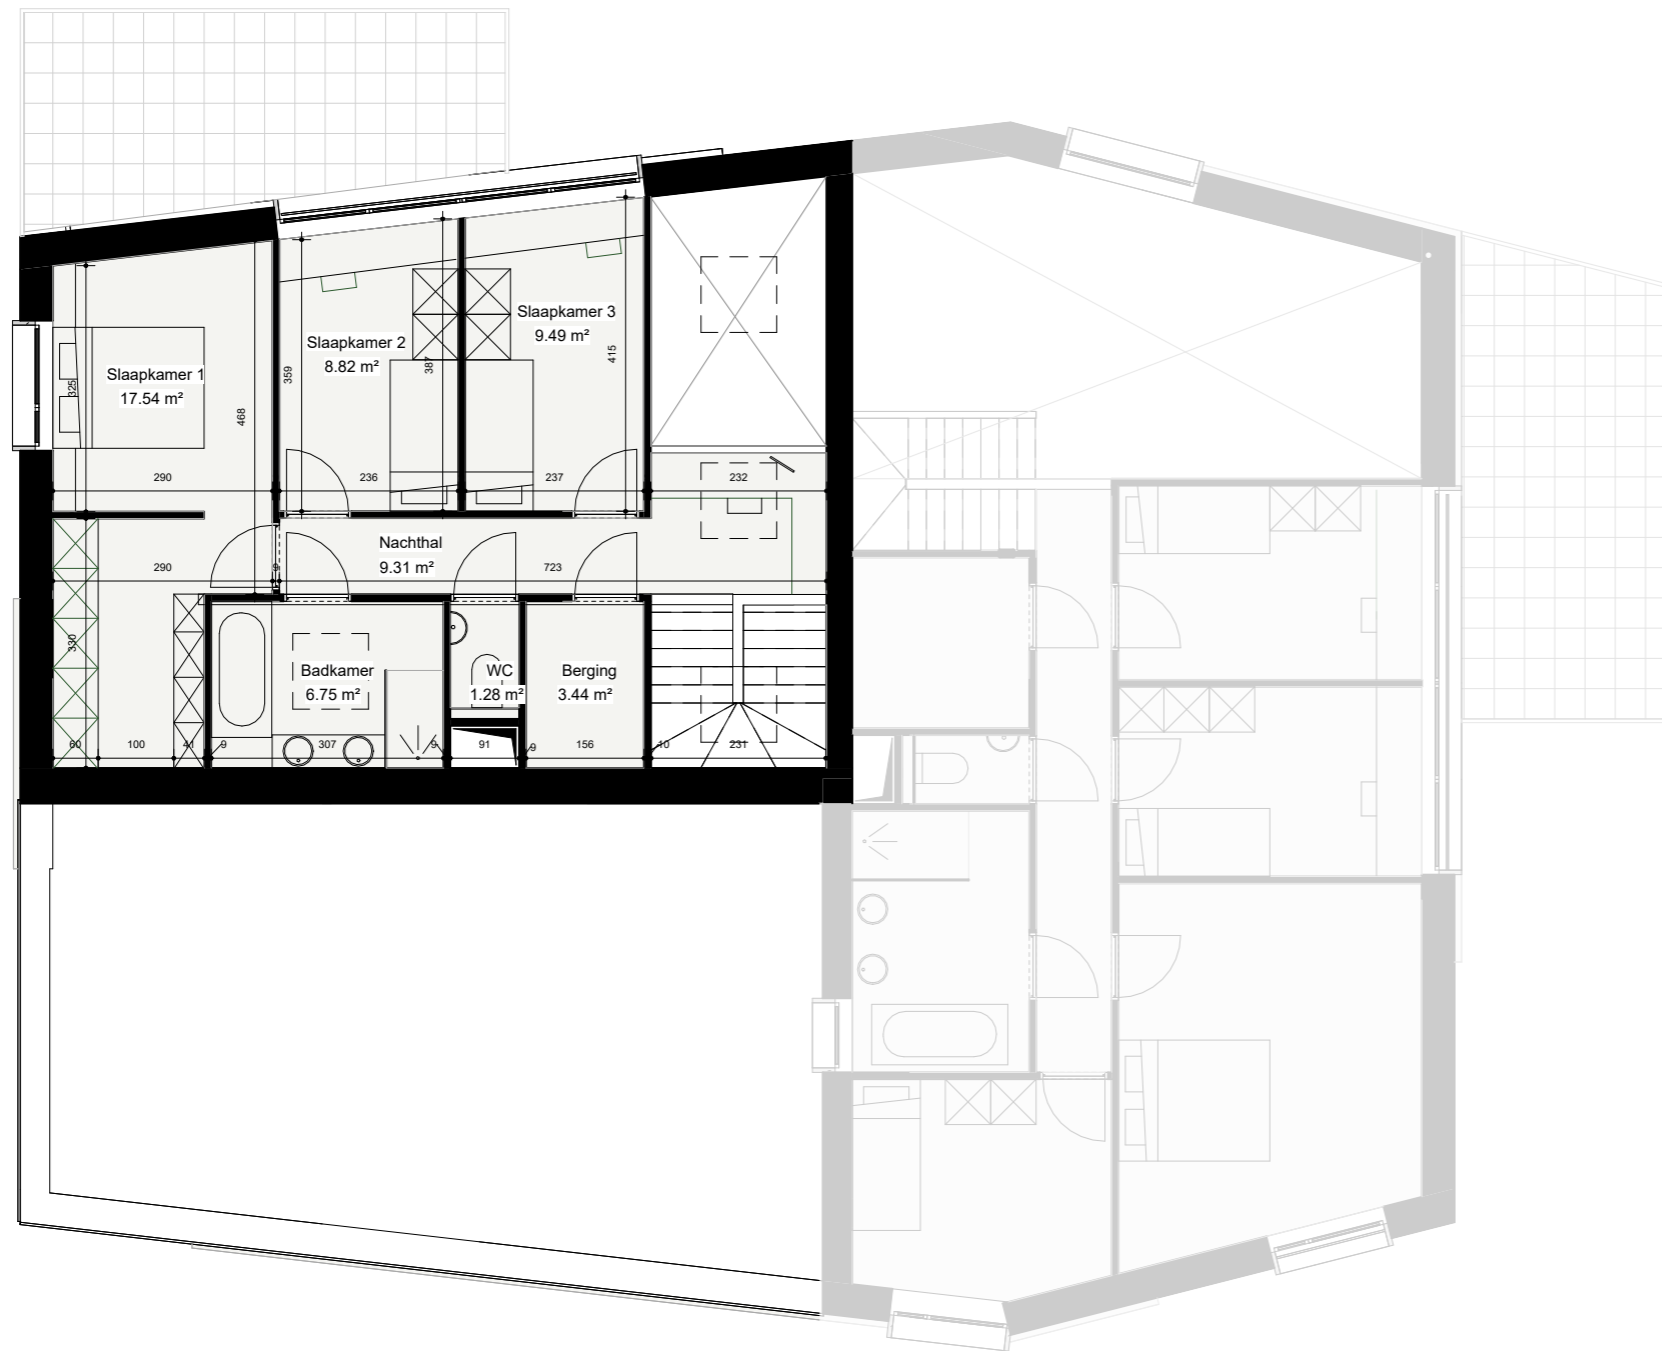 Slaapkamer 3
9.49 m²
Slaapkamer 2
8.82 m²
Slaapkamer 1
17.54 m²
359
387
415
325
468
290
236
237
232
Nachthal
9.31 m²
290
9
723
330
Badkamer
6.75 m²
WC
1.28 m²
Berging
3.44 m²
60
100
41
9
307
9
91
9
156
10
231